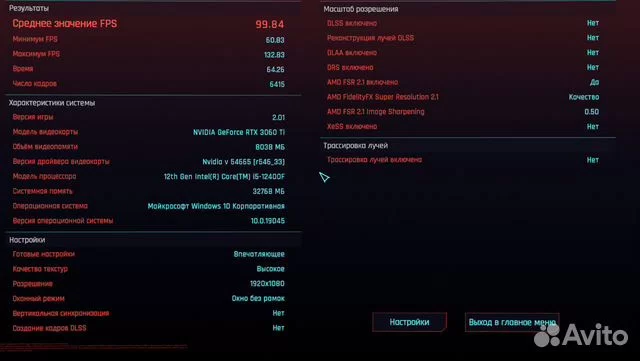 Результаты
Среднее значение FPS 99.84
Минимум FPS 60.83
Максимум FPS 132.83
Время 64.26
Число кадров 6415
Характеристики системы
Версия игры 2.01
Модель видеокарты NVIDIA GeForce RTX 3060 Ti
Объём видеопамяти 8038 МБ
Версия драйвера видеокарты Nvidia v 54665 (r546_33)
Модель процессора 12th Gen Intel(R) Core(TM) i5-12400F
Системная память 32768 МБ
Операционная система Майкрософт Windows 10 Корпоративная
Версия операционной системы 10.0.19045
Настройки
Готовые настройки Впечатляющее
Качество текстур Высокое
Разрешение 1920x1080
Оконный режим Окно без рамок
Вертикальная синхронизация Нет
Создание кадров DLSS Нет
Масштаб разрешения
DLSS включено Нет
Реконструкция лучей DLSS Нет
DLAA включено Нет
DRS включено Нет
AMD FSR 2.1 включено Да
AMD FidelityFX Super Resolution 2.1 Качество
AMD FSR 2.1 Image Sharpening 0.50
XeSS включено Нет
Трассировка лучей
Трассировка лучей включена Нет
Настройки
Выход в главное меню
Avito